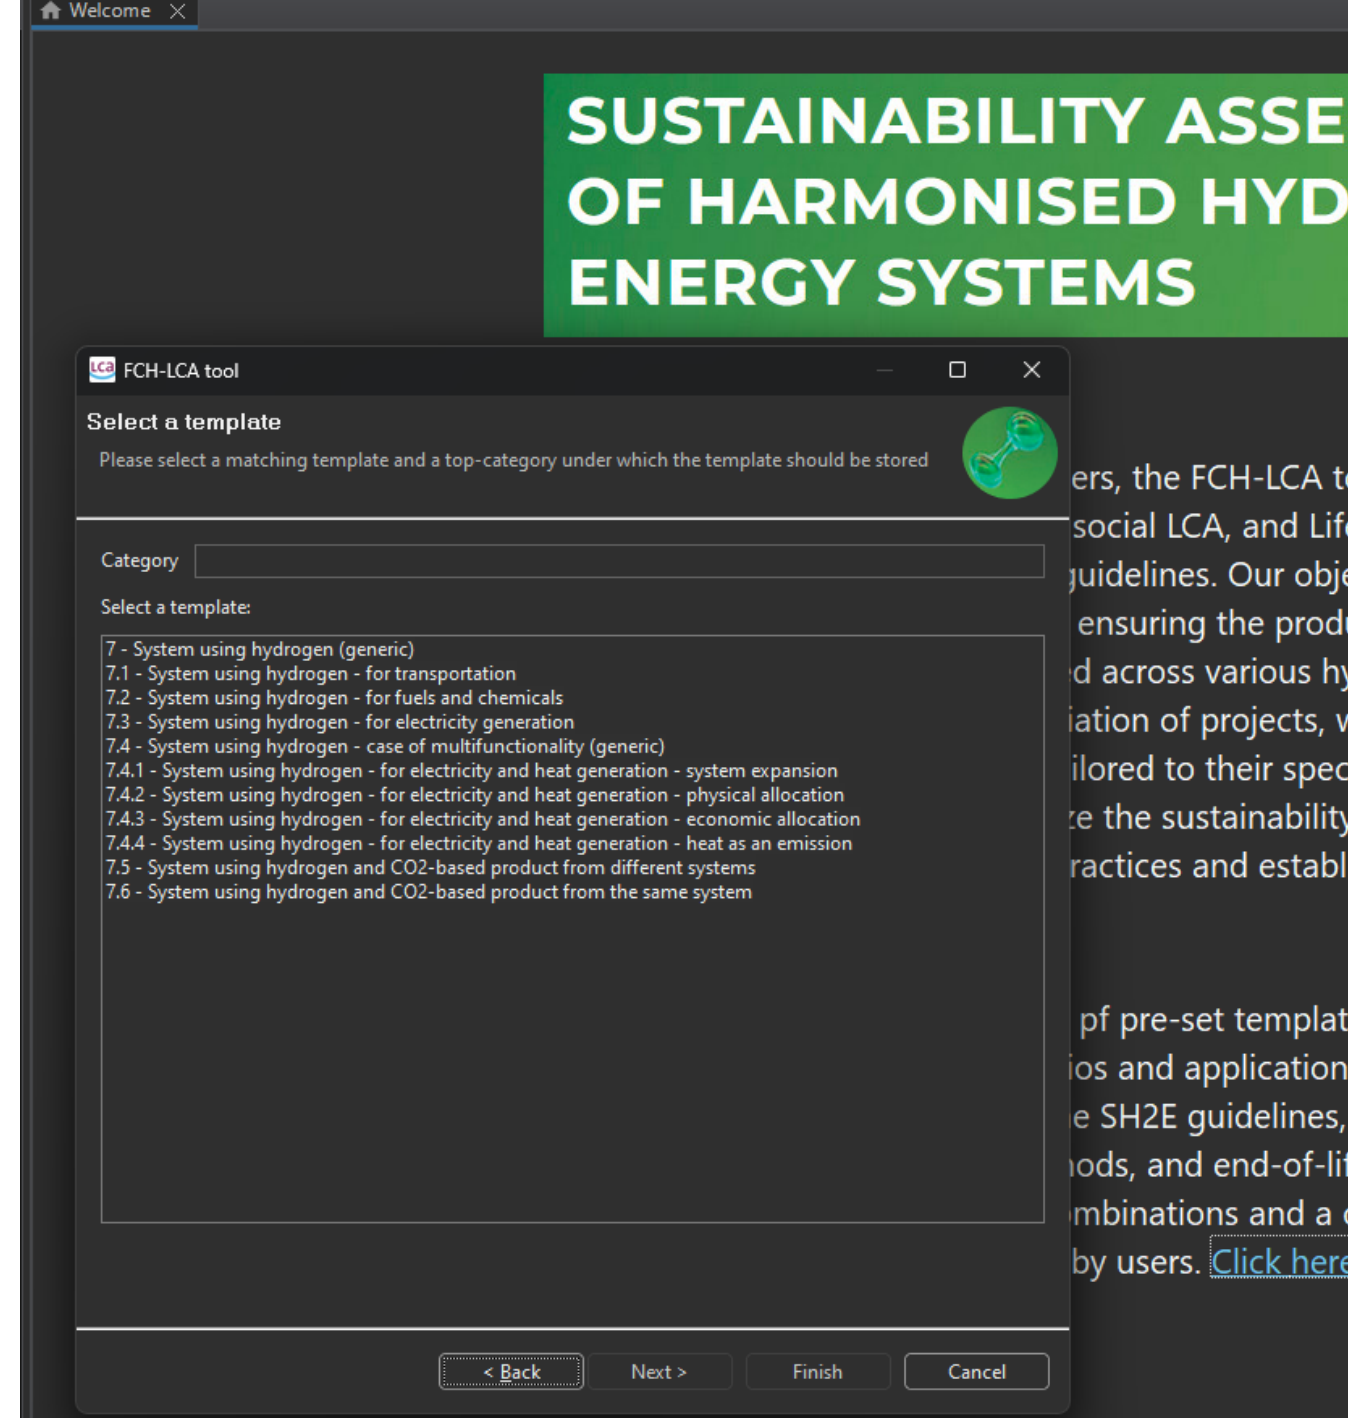 Welcome
SUSTAINABILITY ASSE
OF HARMONISED HYD
ENERGY SYSTEMS
LCa FCH-LCA tool
Select a template
Please select a matching template and a top-category under which the template should be stored
Category
Select a template:
7 - System using hydrogen (generic)
7.1 - System using hydrogen - for transportation
7.2 - System using hydrogen - for fuels and chemicals
7.3 - System using hydrogen - for electricity generation
7.4 - System using hydrogen - case of multifunctionality (generic)
7.4.1 - System using hydrogen - for electricity and heat generation - system expansion
7.4.2 - System using hydrogen - for electricity and heat generation - physical allocation
7.4.3 - System using hydrogen - for electricity and heat generation - economic allocation
7.4.4 - System using hydrogen - for electricity and heat generation - heat as an emission
7.5 - System using hydrogen and CO2-based product from different systems
7.6 - System using hydrogen and CO2-based product from the same system
< Back
Next >
Finish
Cancel
ers, the FCH-LCA t
social LCA, and Lif
guidelines. Our obje
ensuring the produ
d across various hy
iation of projects, w
ilored to their spec
ze the sustainability
ractices and establ
pf pre-set templat
ios and application
e SH2E guidelines,
hods, and end-of-lif
mbinations and a c
by users. Click here